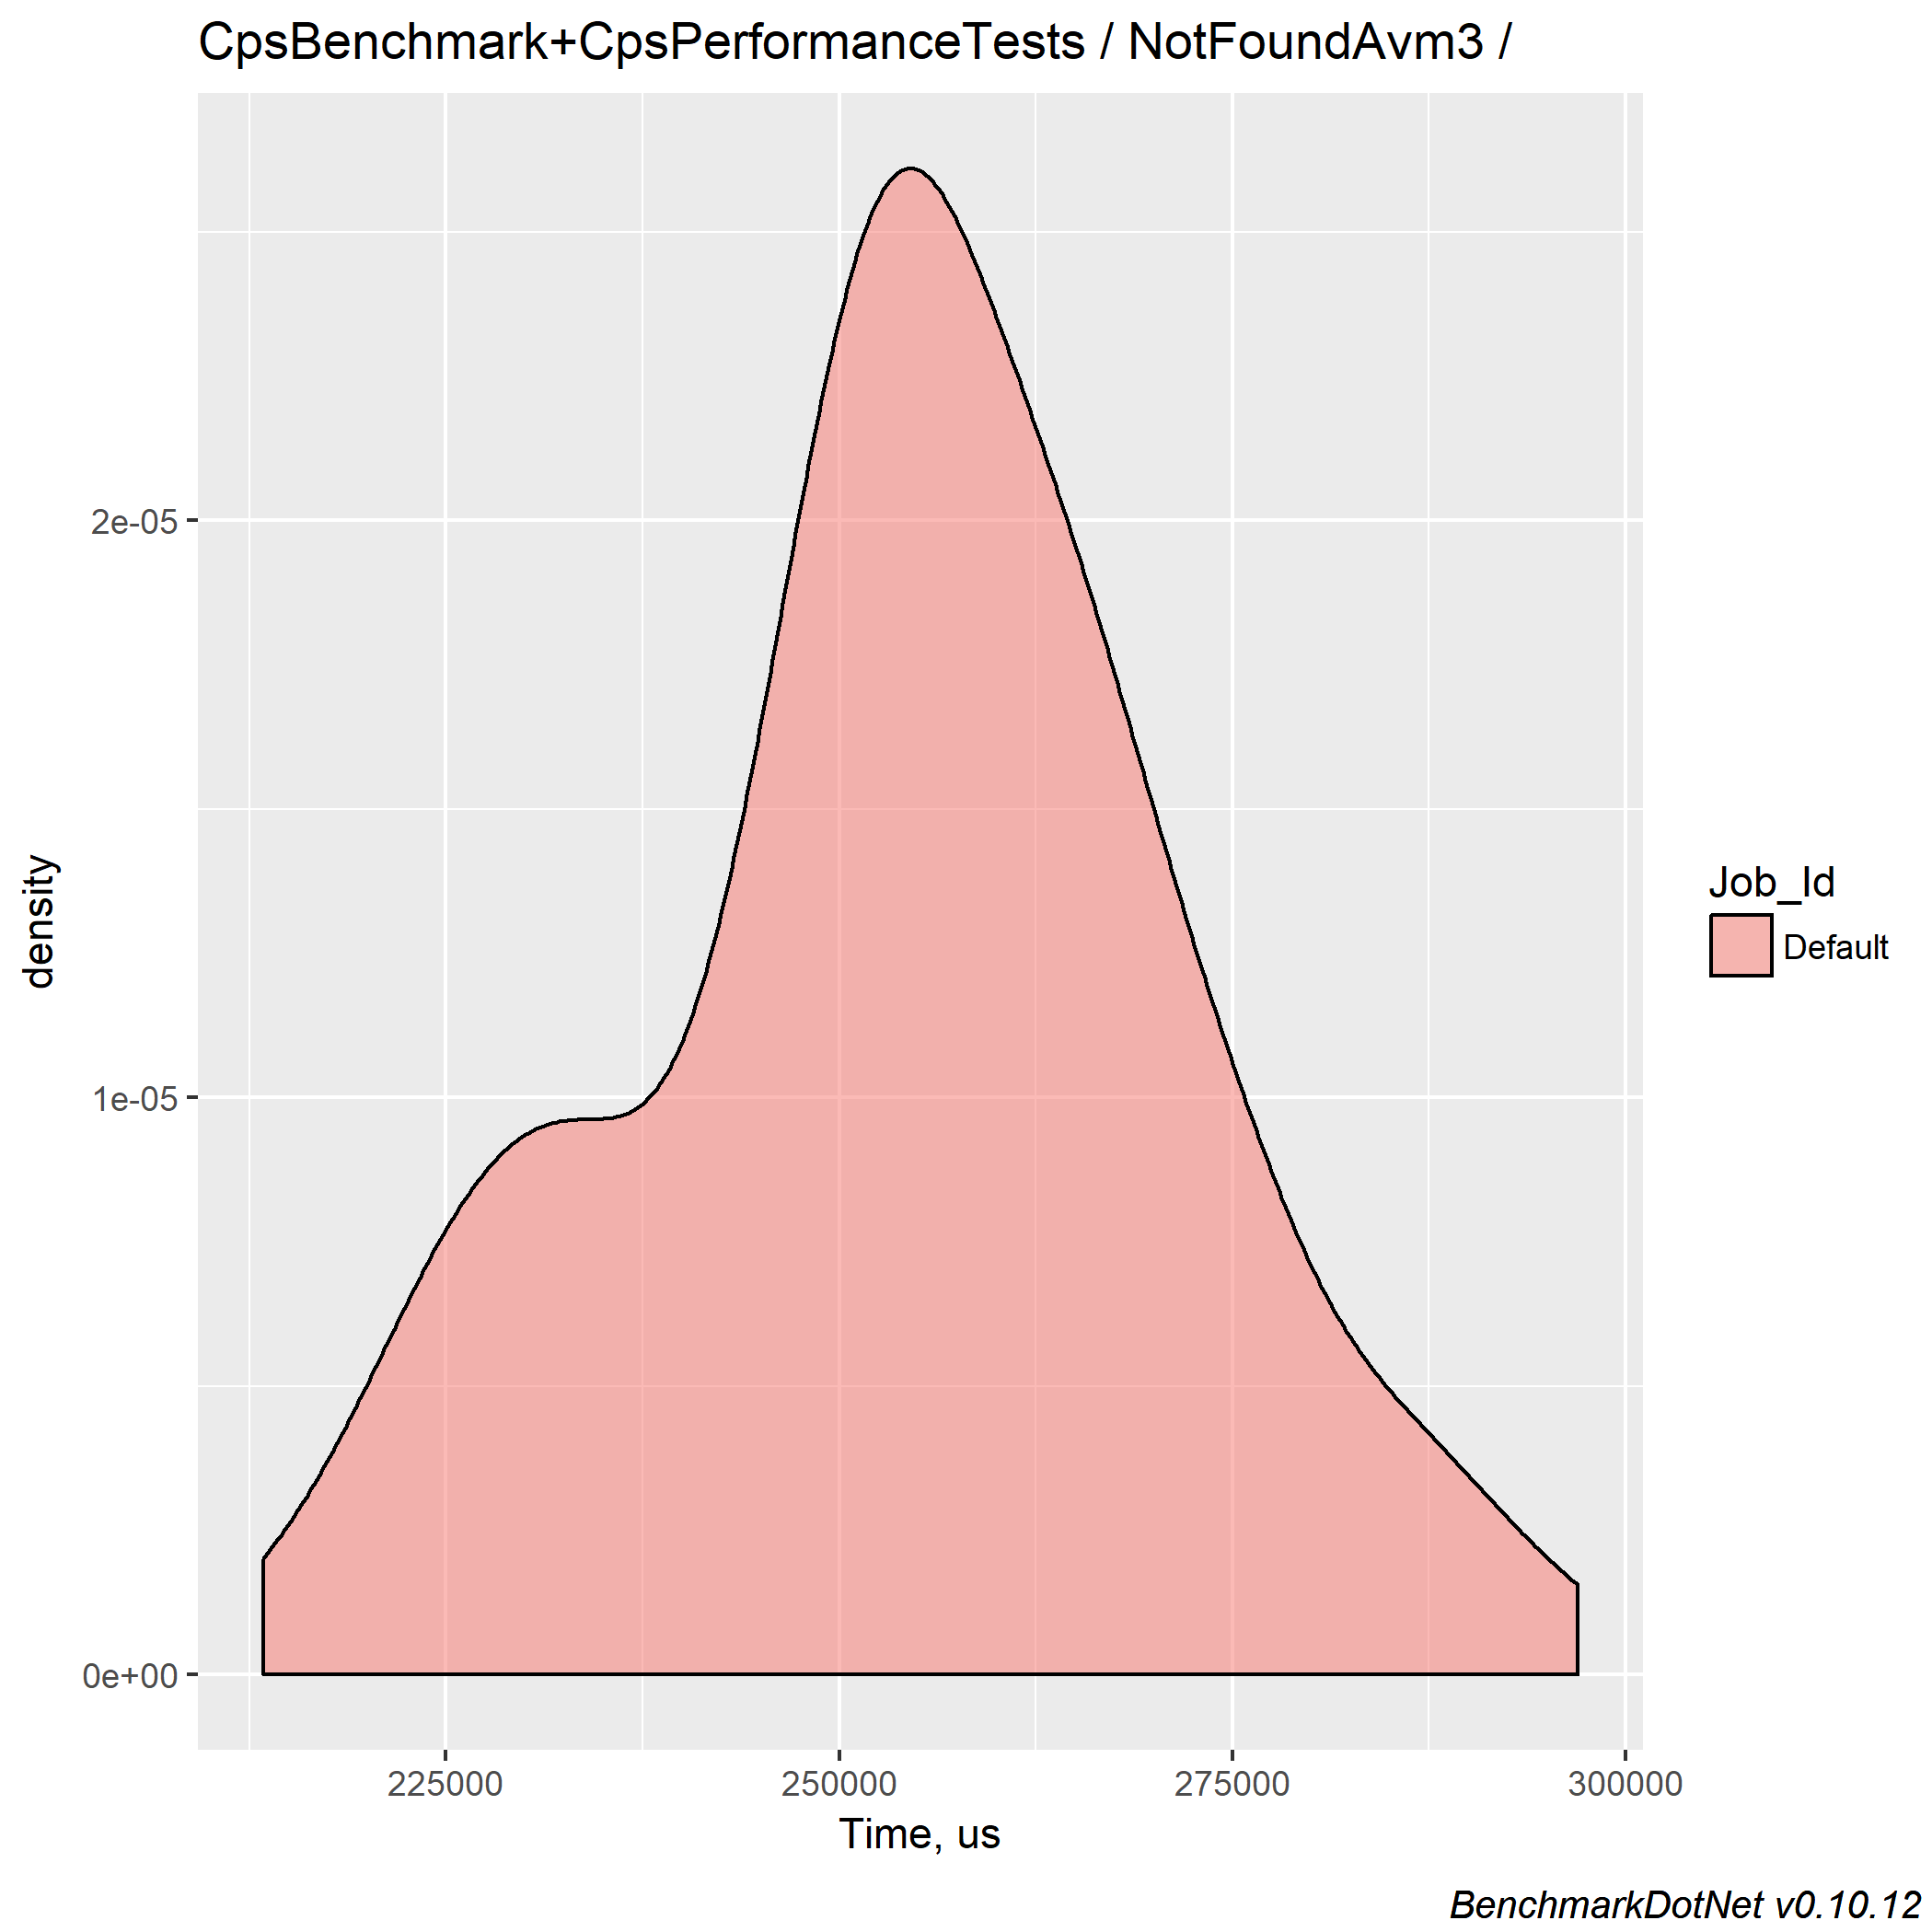 CpsBenchmark+CpsPerformanceTests / NotFoundAvm3 /
density
2e-05
1e-05
0e+00
225000 250000 275000 300000
Time, us
Job_Id
Default
BenchmarkDotNet v0.10.12